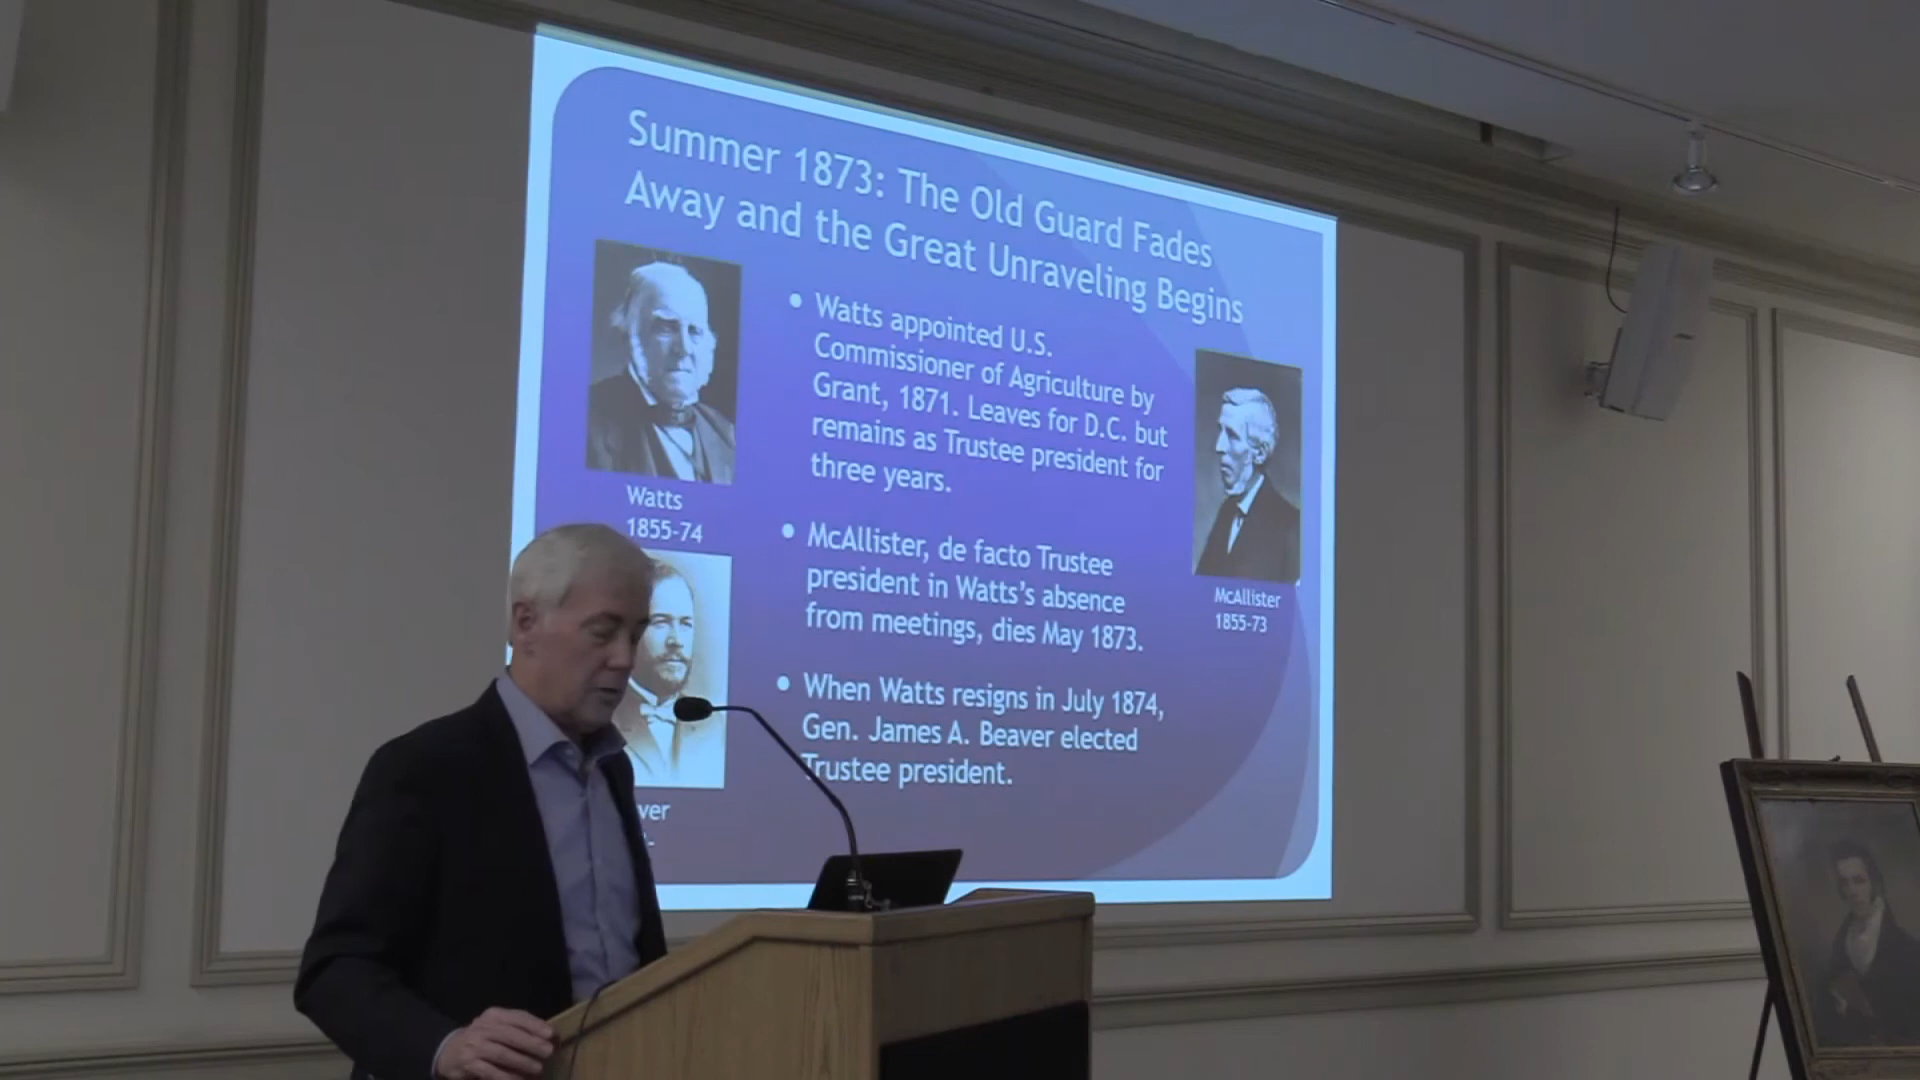 Summer 1873: The Old Guard Fades
Away and the Great Unraveling Begins
• Watts appointed U.S.
Commissioner of Agriculture by
Grant, 1871. Leaves for D.C. but
remains as Trustee president for
three years.
• McAllister, de facto Trustee
president in Watts’s absence
from meetings, dies May 1873.
• When Watts resigns in July 1874,
Gen. James A. Beaver elected
Trustee president.
Watts
1855-74
ver
McAllister
1855-73